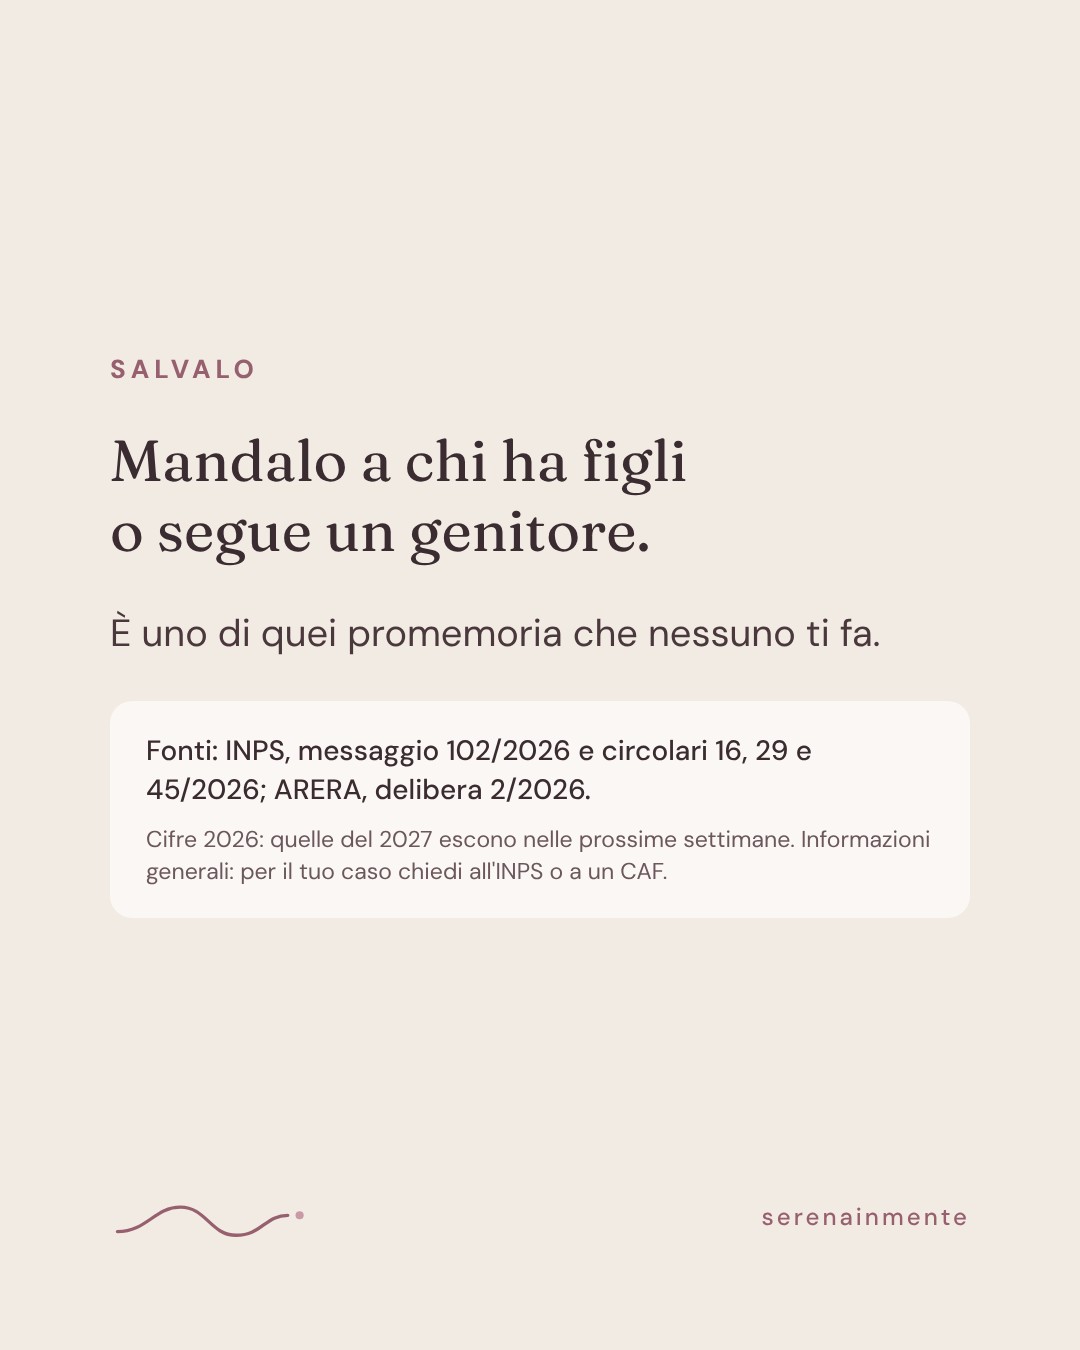 SALVALO
Mandalo a chi ha figli
o segue un genitore.
È uno di quei promemoria che nessuno ti fa.
Fonti: INPS, messaggio 102/2026 e circolari 16, 29 e
45/2026; ARERA, delibera 2/2026.
Cifre 2026: quelle del 2027 escono nelle prossime settimane. Informazioni
generali: per il tuo caso chiedi all'INPS o a un CAF.
serenainmente